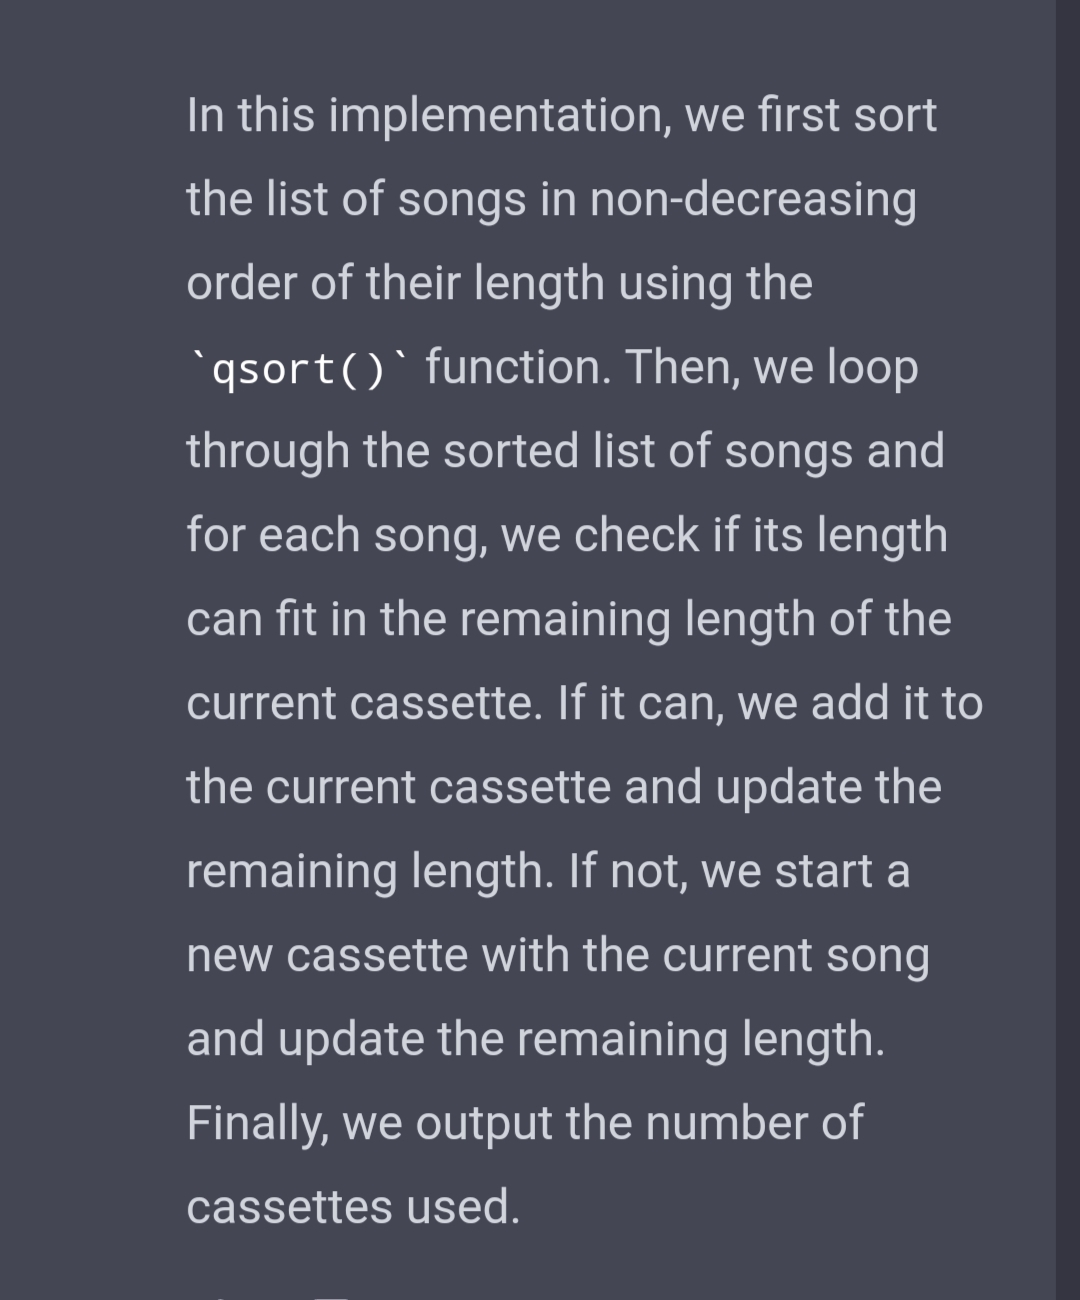 In this implementation, we first sort
the list of songs in non-decreasing
order of their length using the
`qsort()` function. Then, we loop
through the sorted list of songs and
for each song, we check if its length
can fit in the remaining length of the
current cassette. If it can, we add it to
the current cassette and update the
remaining length. If not, we start a
new cassette with the current song
and update the remaining length.
Finally, we output the number of
cassettes used.